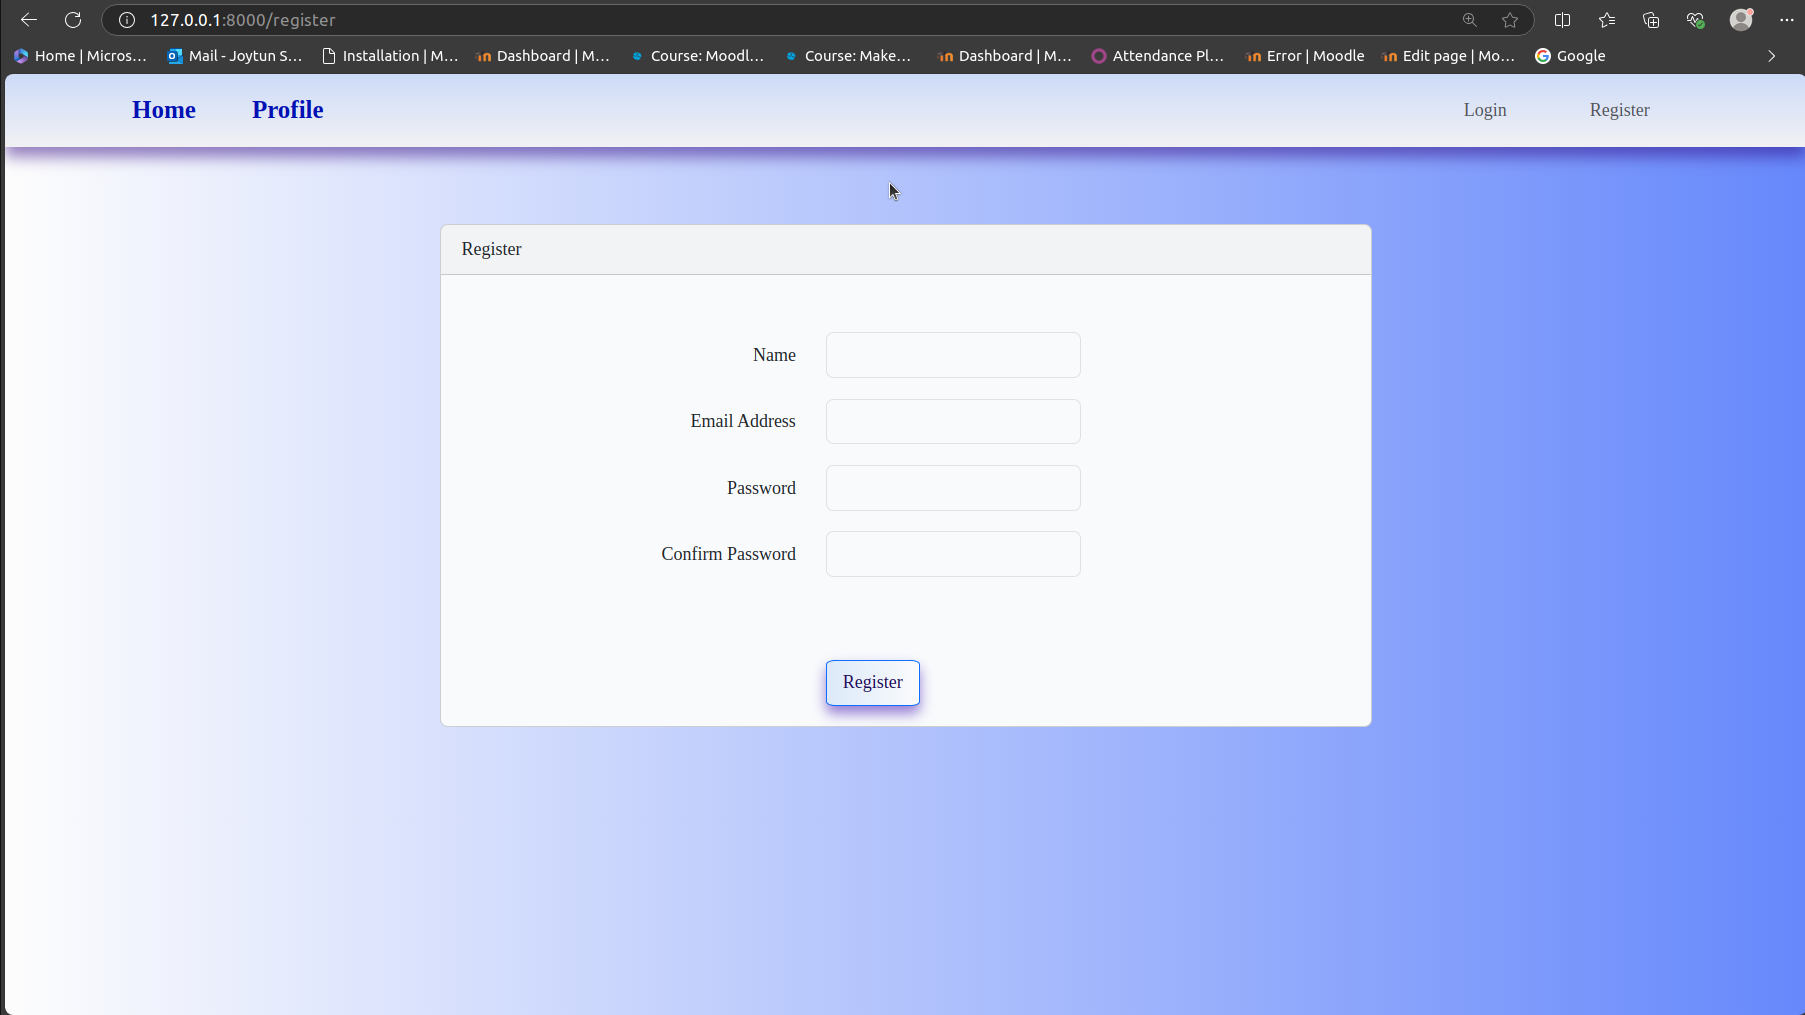 127.0.0.1:8000/register
Home | Micros... Mail - Joytun S... Installation | M... Dashboard | M... Course: Moodl... Course: Make... Dashboard | M... Attendance Pl... Error | Moodle Edit page | Mo... Google
Home Profile Login Register
Register
Name
Email Address
Password
Confirm Password
Register